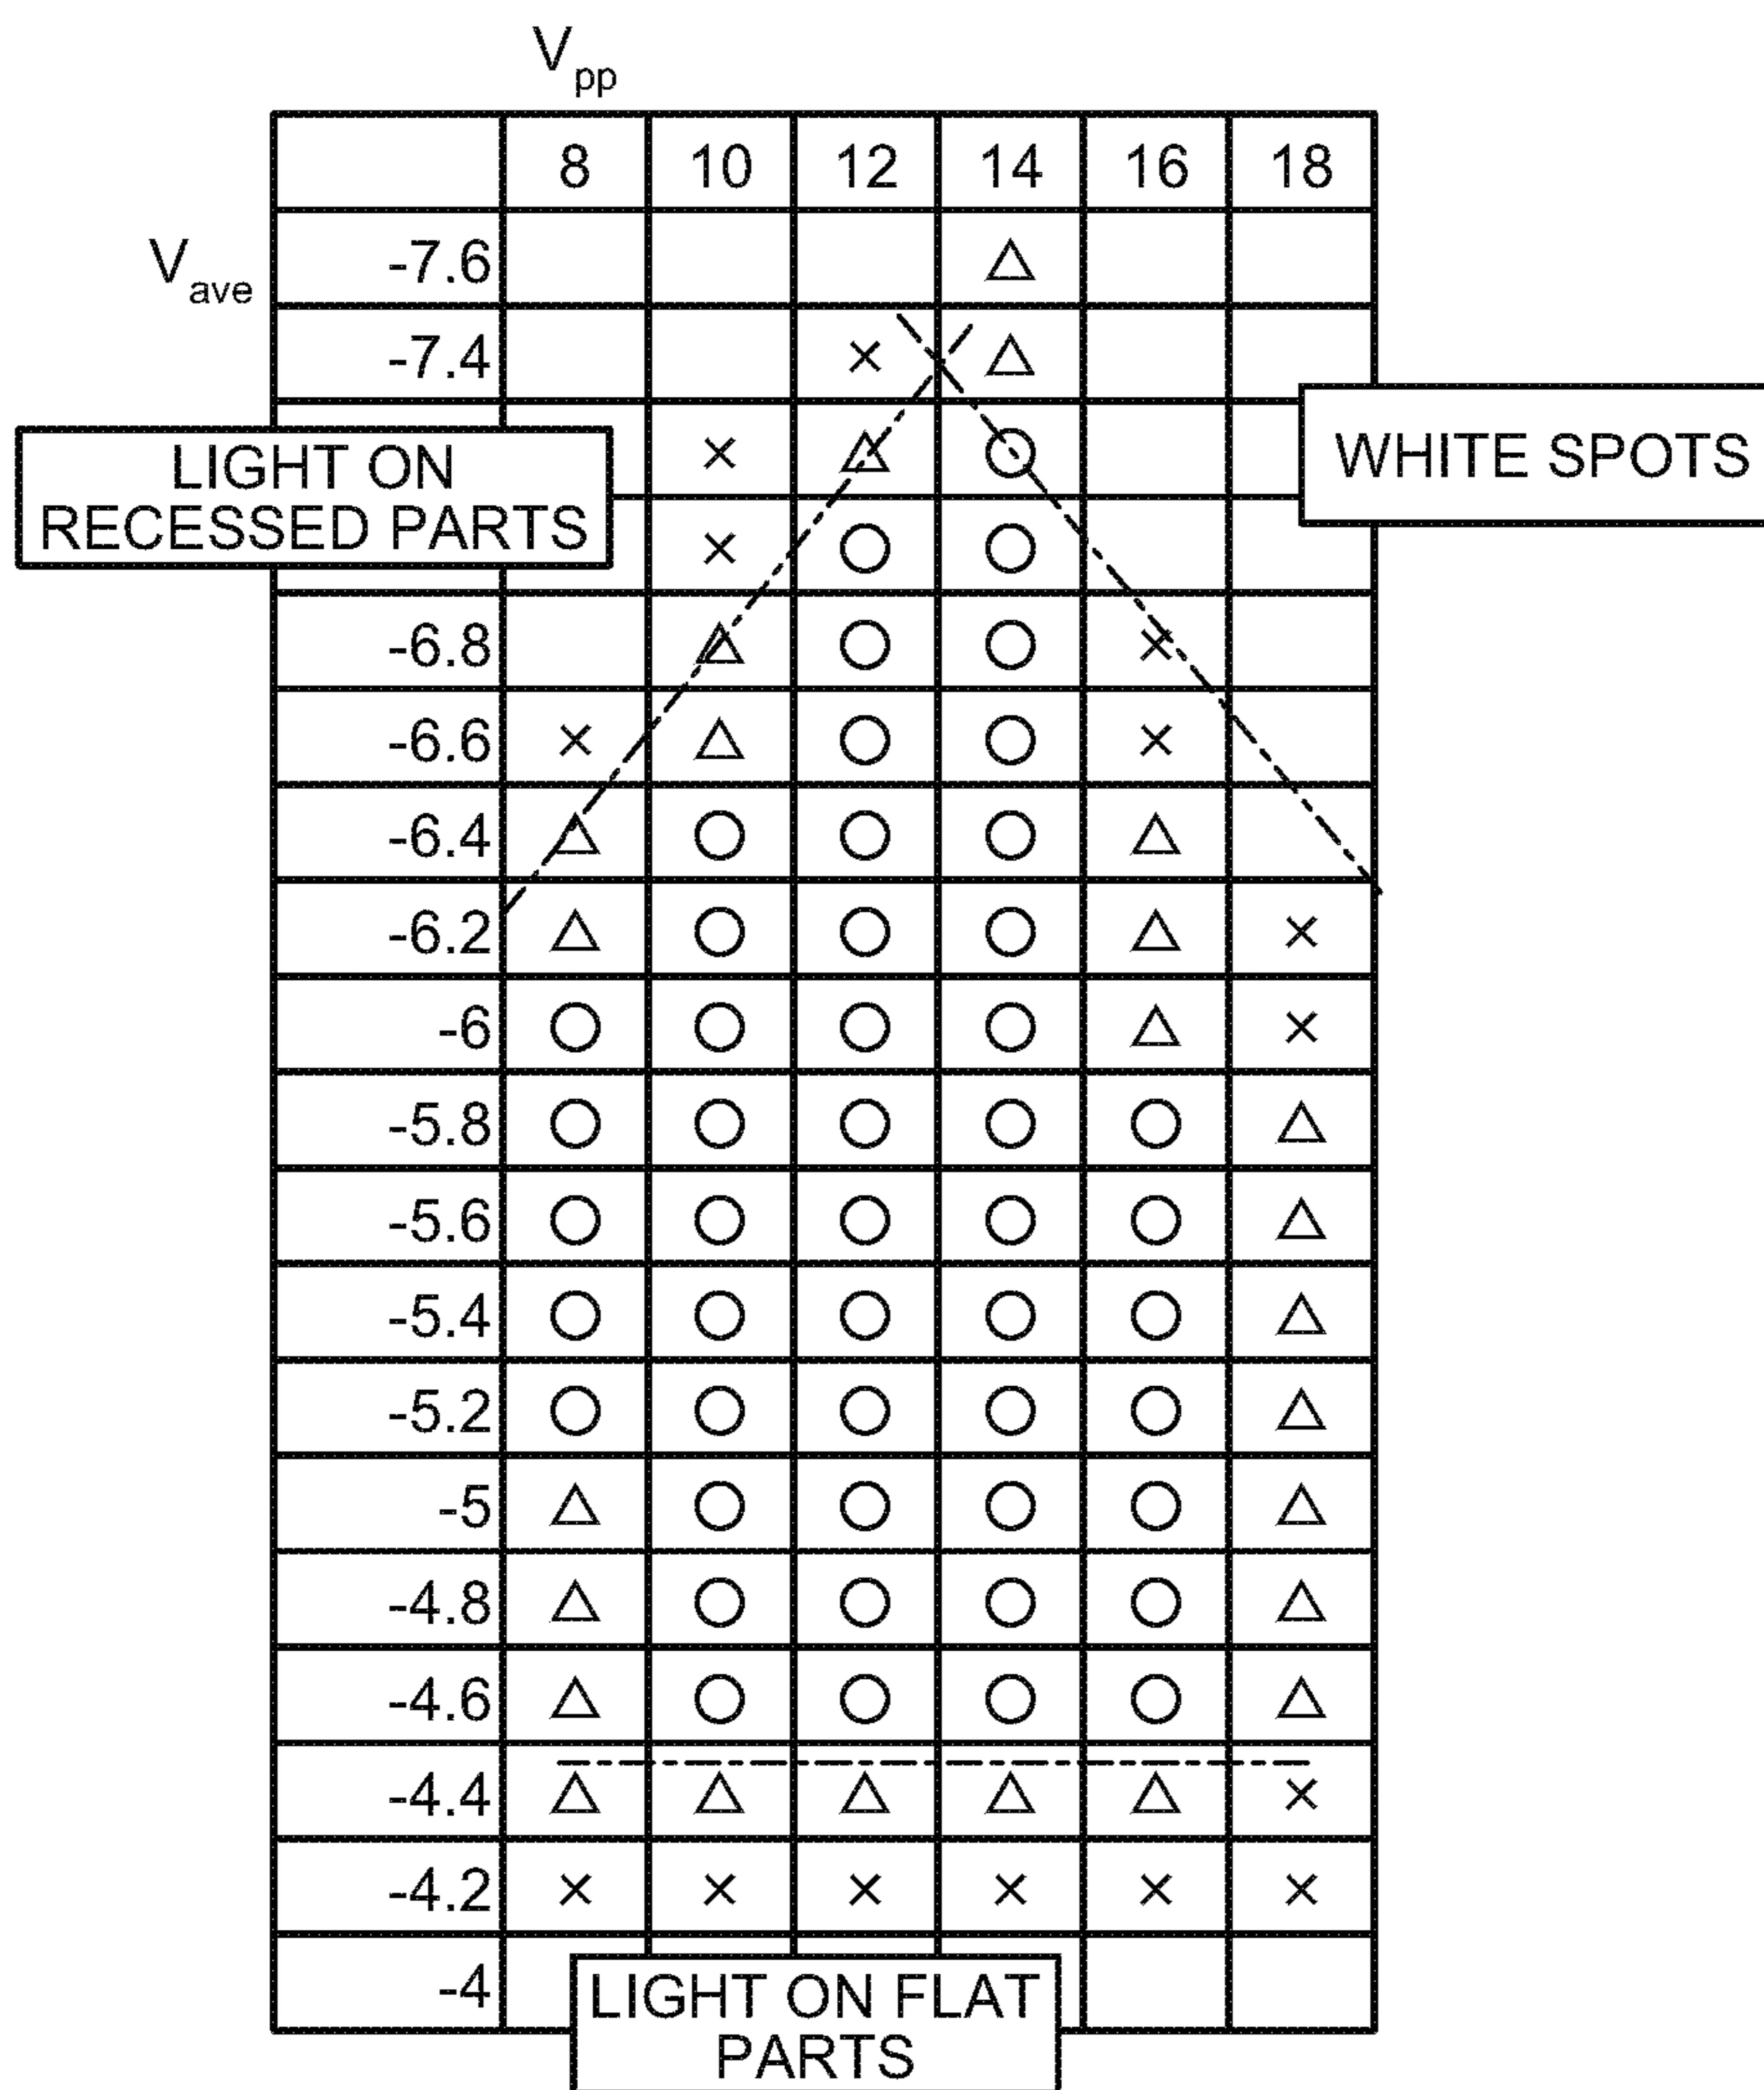 Vpp
8 10 12 14 16 18
Vave
-7.6 △
-7.4 × △
LIGHT ON
RECESSED PARTS
× △ ○
WHITE SPOTS
× ○ ○
-6.8 △ ○ ○ ×
-6.6 × △ ○ ○ ×
-6.4 △ ○ ○ ○ △
-6.2 △ ○ ○ ○ △ ×
-6 ○ ○ ○ ○ △ ×
-5.8 ○ ○ ○ ○ ○ △
-5.6 ○ ○ ○ ○ ○ △
-5.4 ○ ○ ○ ○ ○ △
-5.2 ○ ○ ○ ○ ○ △
-5 △ ○ ○ ○ ○ △
-4.8 △ ○ ○ ○ ○ △
-4.6 △ ○ ○ ○ ○ △
-4.4 △ △ △ △ △ ×
-4.2 × × × × × ×
-4
LIGHT ON FLAT
PARTS